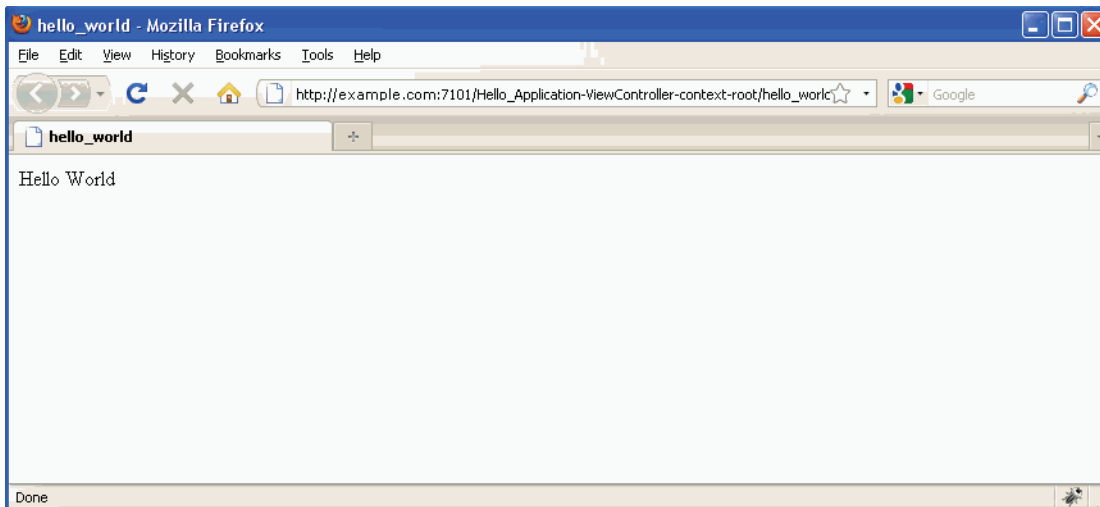 hello_world - Mozilla Firefox
File Edit View History Bookmarks Tools Help
http://example.com:7101/Hello_Application-ViewController-context-root/hello_worlc Google
hello_world
Hello World
Done